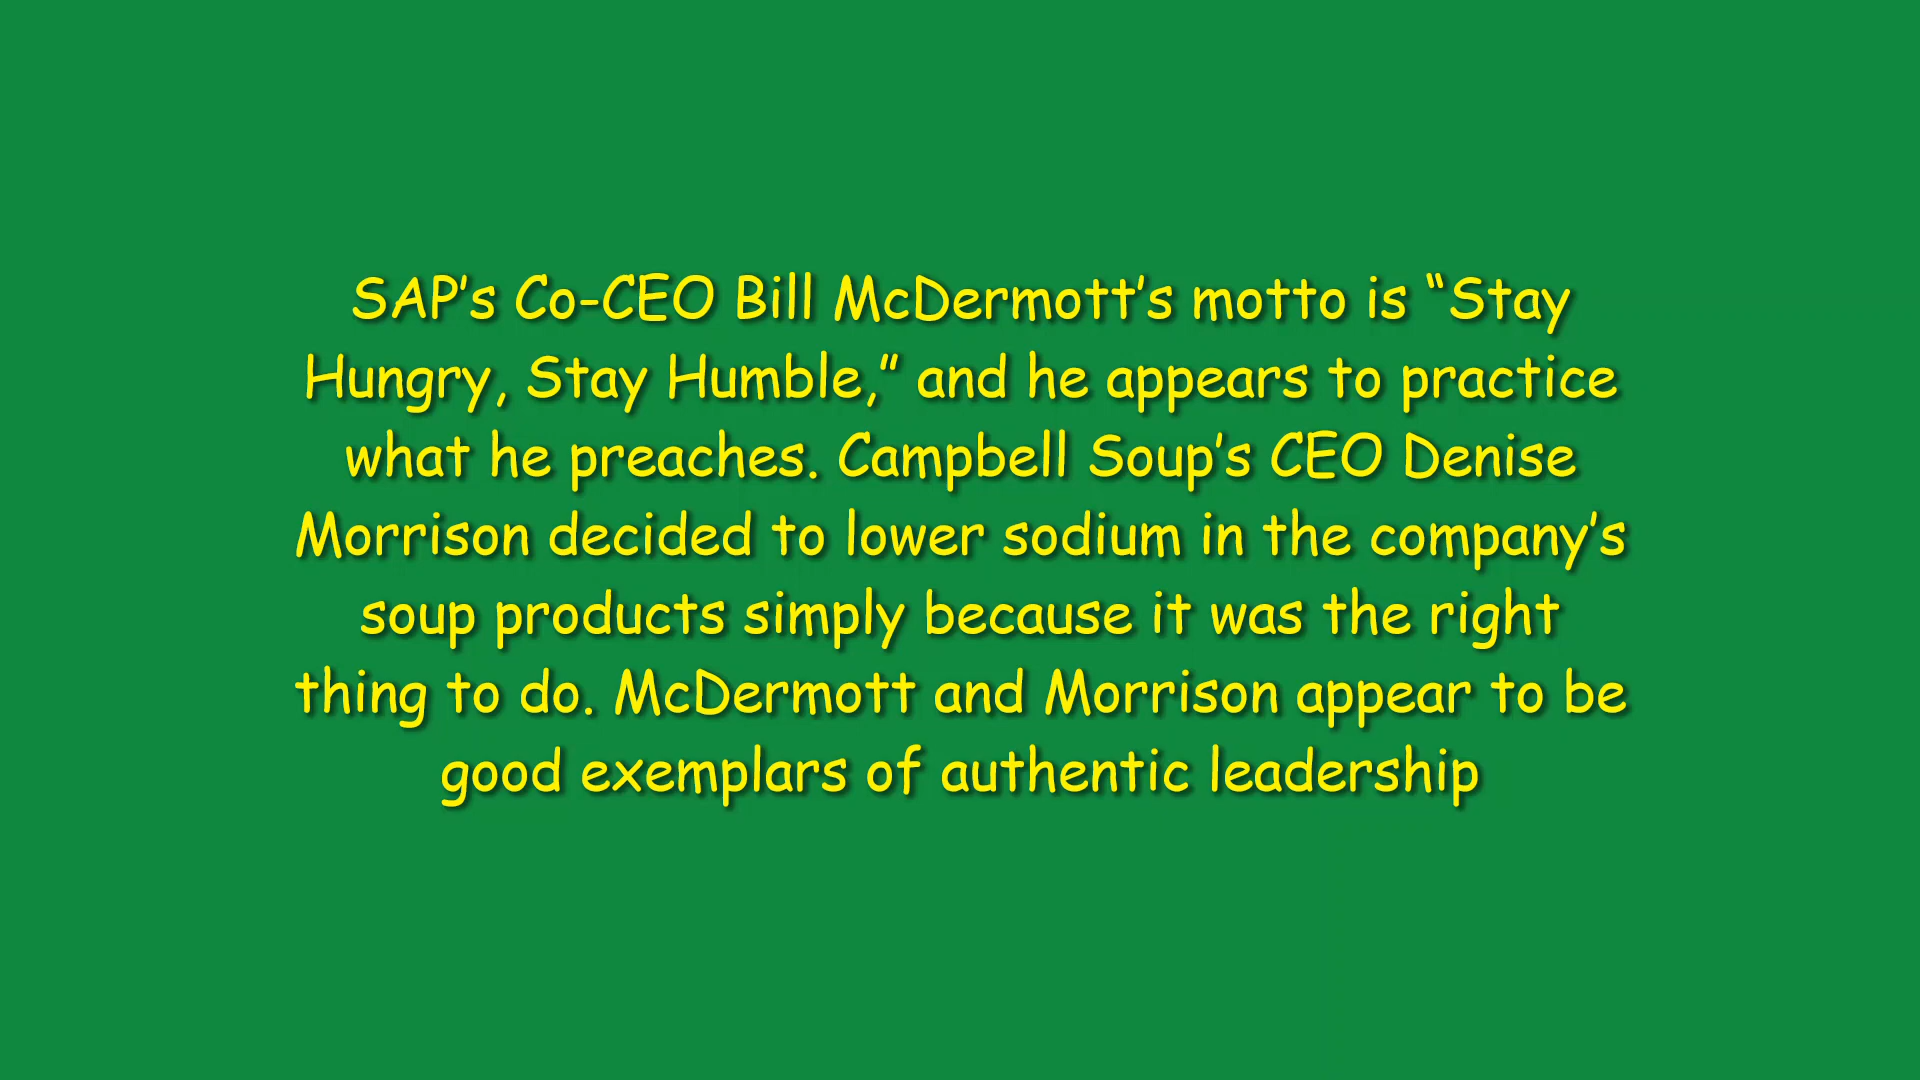 SAP’s Co-CEO Bill McDermott’s motto is “Stay
Hungry, Stay Humble,” and he appears to practice
what he preaches. Campbell Soup’s CEO Denise
Morrison decided to lower sodium in the company’s
soup products simply because it was the right
thing to do. McDermott and Morrison appear to be
good exemplars of authentic leadership